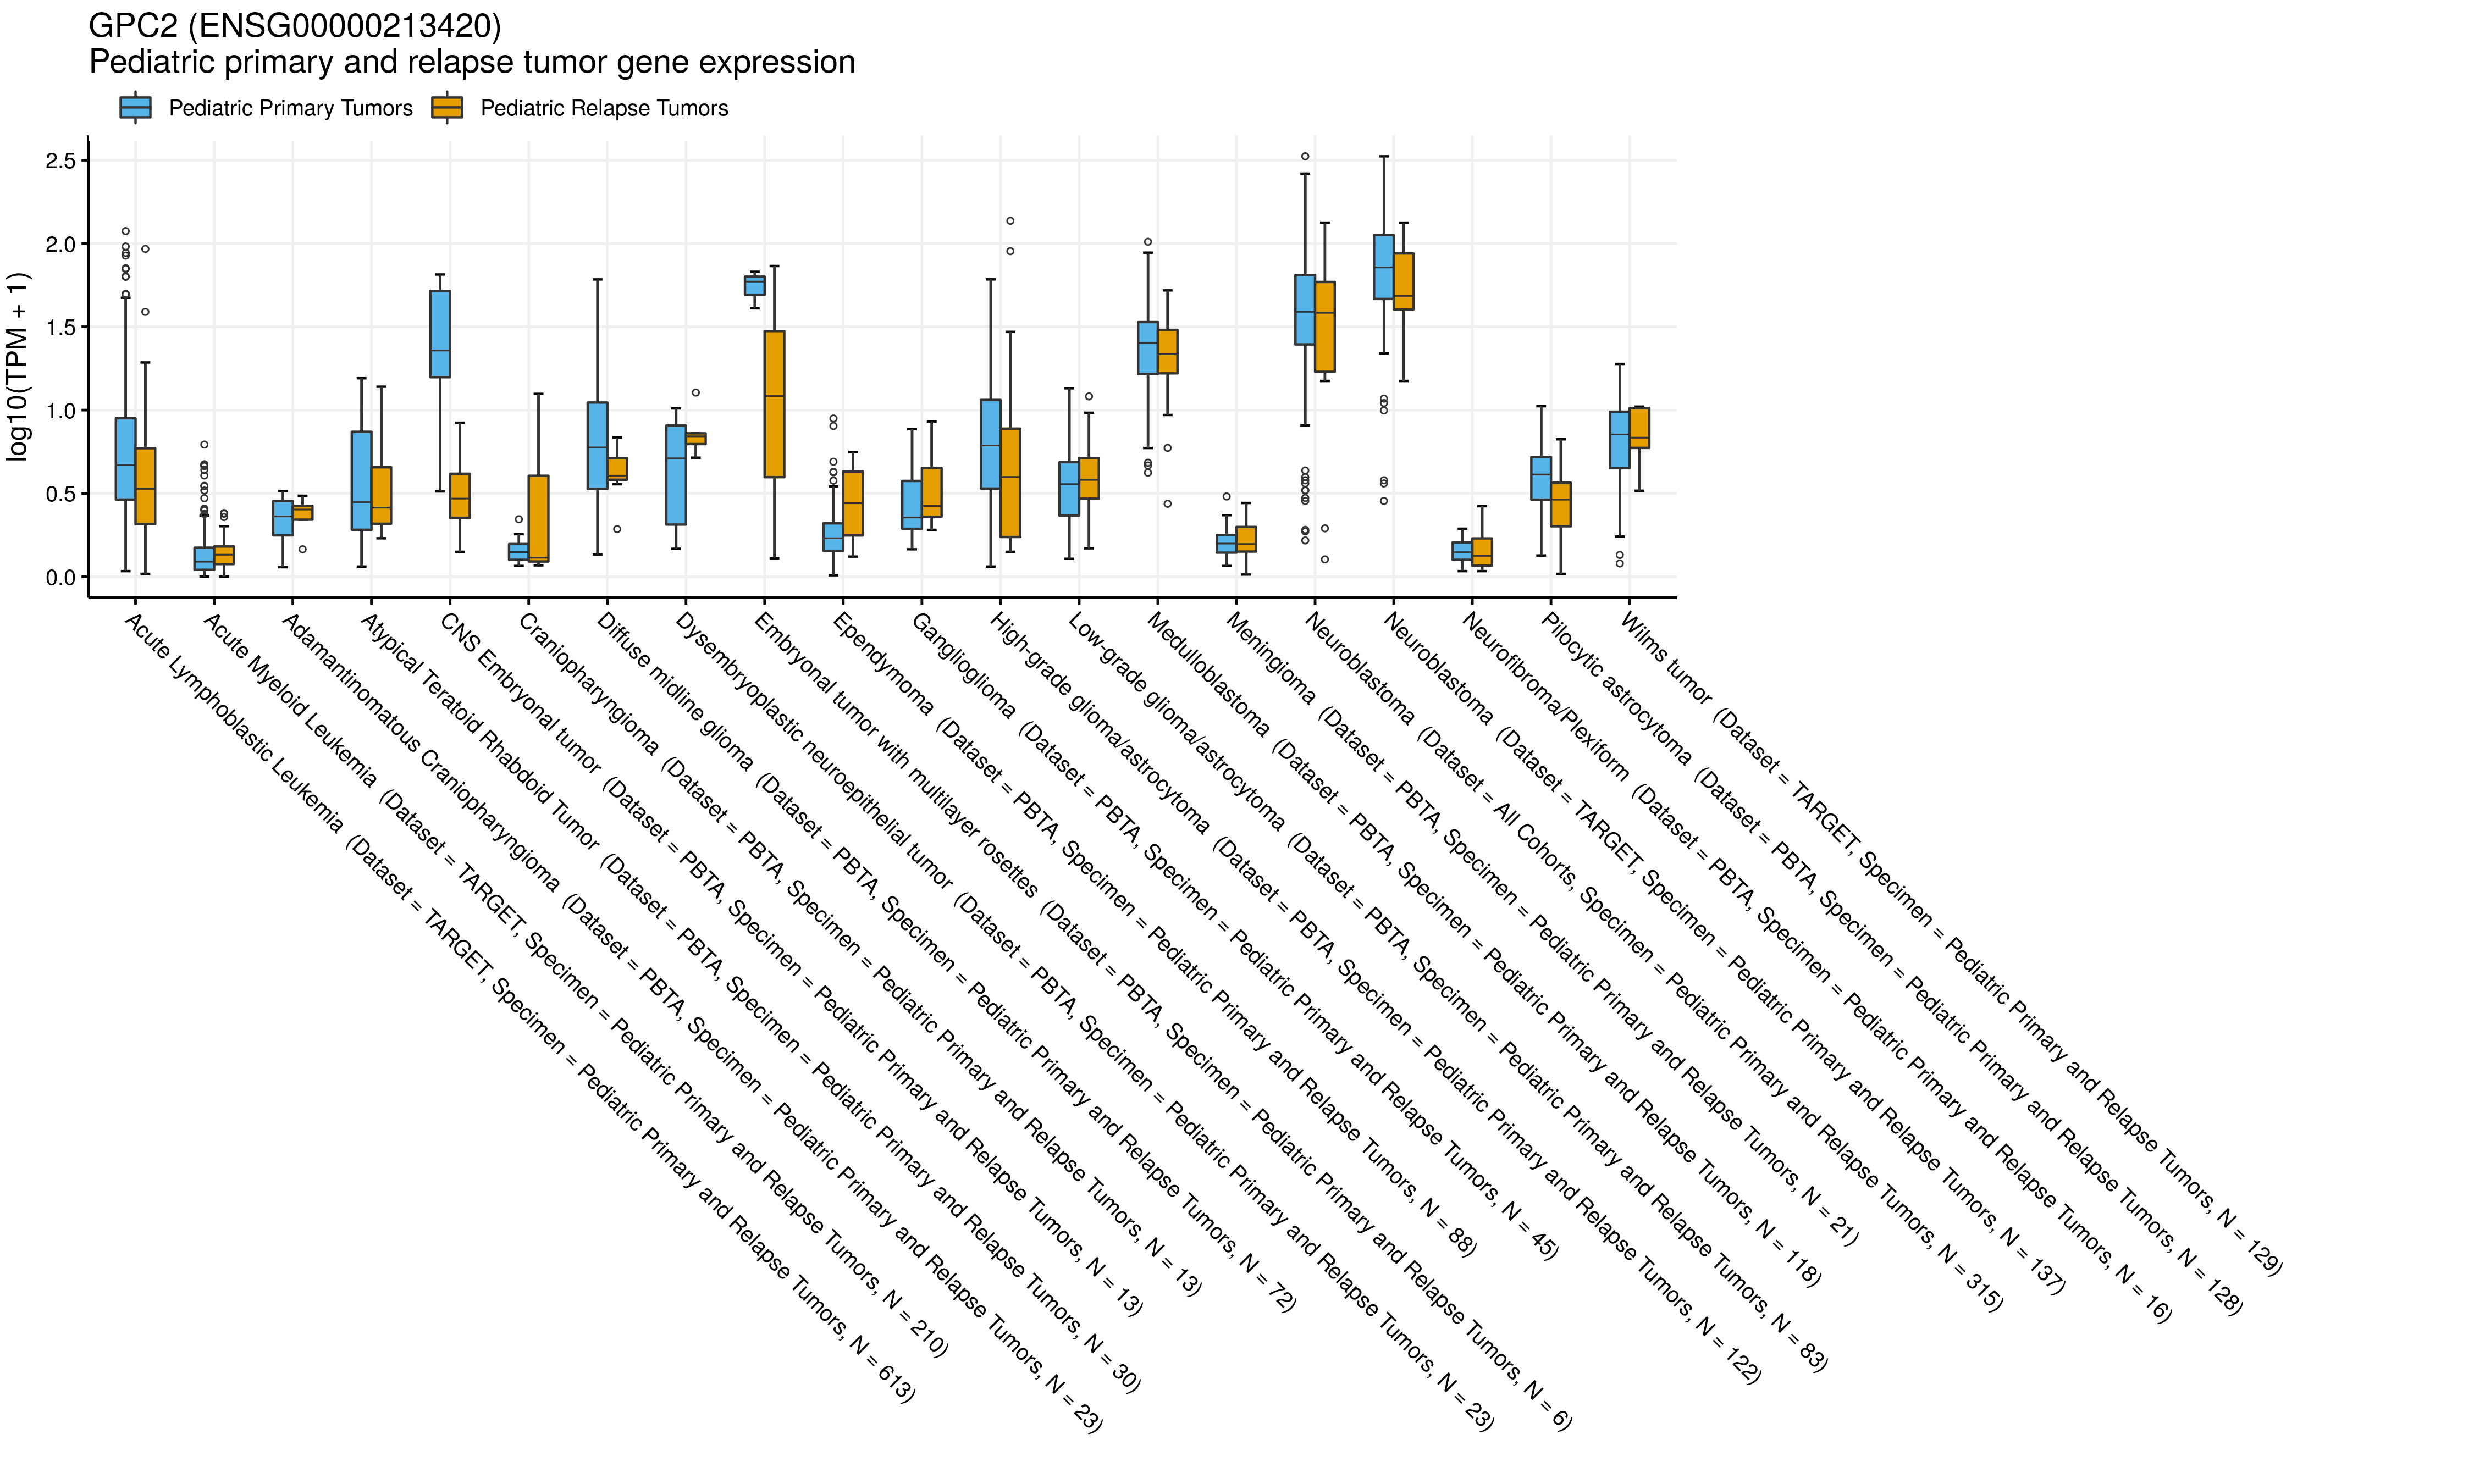 GPC2 (ENSG00000213420)
Pediatric primary and relapse tumor gene expression
Pediatric Primary Tumors
Pediatric Relapse Tumors
log10(TPM + 1)
2.5
2.0
1.5
1.0
0.5
0.0
Acute Lymphoblastic Leukemia (Dataset = TARGET, Specimen = Pediatric Primary and Relapse Tumors, N = 613)
Acute Myeloid Leukemia (Dataset = TARGET, Specimen = Pediatric Primary and Relapse Tumors, N = 210)
Adamantinomatous Craniopharyngioma (Dataset = PBTA, Specimen = Pediatric Primary and Relapse Tumors, N = 23)
Atypical Teratoid Rhabdoid Tumor (Dataset = PBTA, Specimen = Pediatric Primary and Relapse Tumors, N = 30)
CNS Embryonal tumor (Dataset = PBTA, Specimen = Pediatric Primary and Relapse Tumors, N = 13)
Craniopharyngioma (Dataset = PBTA, Specimen = Pediatric Primary and Relapse Tumors, N = 13)
Diffuse midline glioma (Dataset = PBTA, Specimen = Pediatric Primary and Relapse Tumors, N = 72)
Dysembryoplastic neuroepithelial tumor (Dataset = PBTA, Specimen = Pediatric Primary and Relapse Tumors, N = 23)
Embryonal tumor with multilayer rosettes (Dataset = PBTA, Specimen = Pediatric Primary and Relapse Tumors, N = 6)
Ependymoma (Dataset = PBTA, Specimen = Pediatric Primary and Relapse Tumors, N = 88)
Ganglioglioma (Dataset = PBTA, Specimen = Pediatric Primary and Relapse Tumors, N = 45)
High-grade glioma/astrocytoma (Dataset = PBTA, Specimen = Pediatric Primary and Relapse Tumors, N = 122)
Low-grade glioma/astrocytoma (Dataset = PBTA, Specimen = Pediatric Primary and Relapse Tumors, N = 83)
Medulloblastoma (Dataset = PBTA, Specimen = Pediatric Primary and Relapse Tumors, N = 118)
Meningioma (Dataset = PBTA, Specimen = Pediatric Primary and Relapse Tumors, N = 21)
Neuroblastoma (Dataset = All Cohorts, Specimen = Pediatric Primary and Relapse Tumors, N = 315)
Neuroblastoma (Dataset = TARGET, Specimen = Pediatric Primary and Relapse Tumors, N = 137)
Neurofibroma/Plexiform (Dataset = PBTA, Specimen = Pediatric Primary and Relapse Tumors, N = 16)
Pilocytic astrocytoma (Dataset = PBTA, Specimen = Pediatric Primary and Relapse Tumors, N = 128)
Wilms tumor (Dataset = TARGET, Specimen = Pediatric Primary and Relapse Tumors, N = 129)